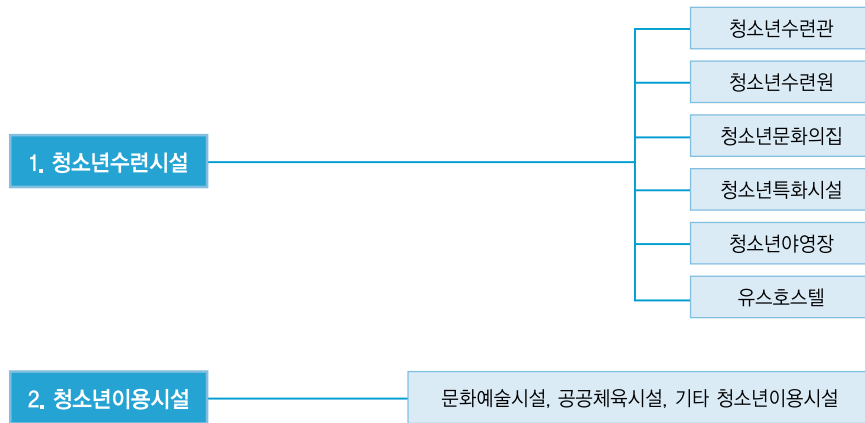 청소년수련관
청소년수련원
청소년문화의집
1. 청소년수련시설
청소년특화시설
청소년야영장
유스호스텔
2. 청소년이용시설
문화예술시설, 공공체육시설, 기타 청소년이용시설